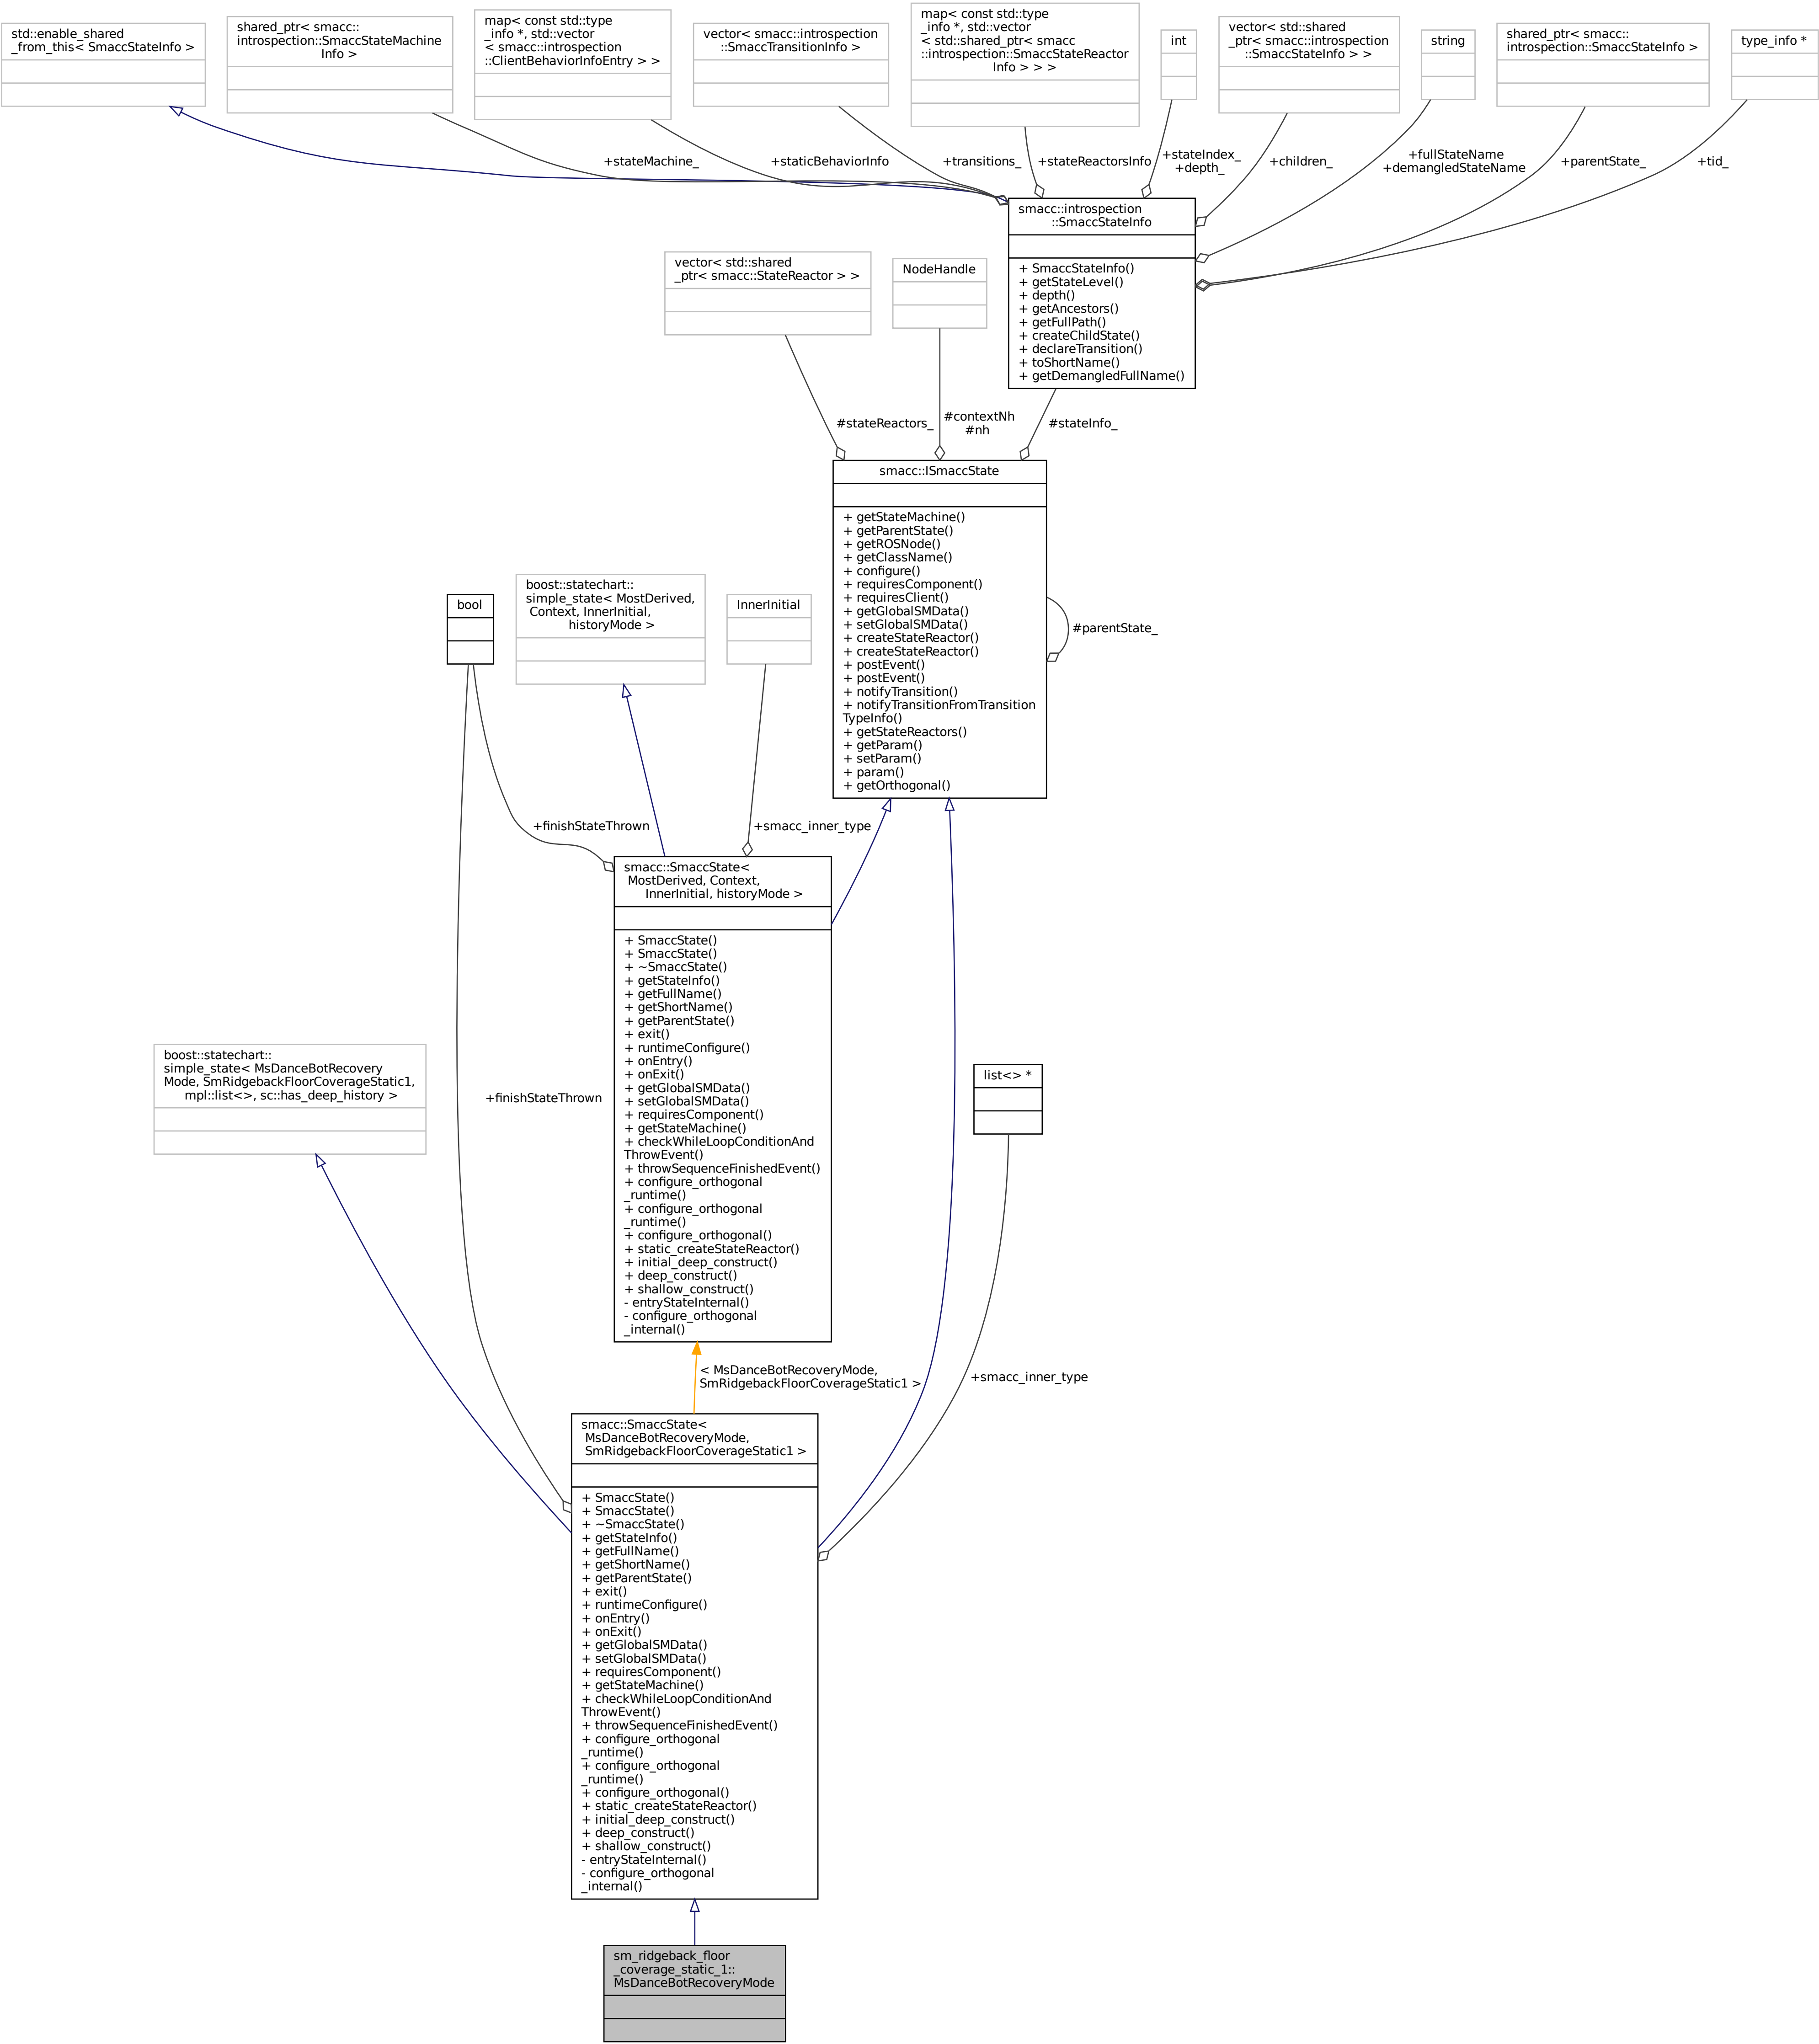 std::enable_shared
_from_this< SmaccStateInfo >
shared_ptr< smacc::
introspection::SmaccStateMachine
Info >
map< const std::type
_info *, std::vector
< smacc::introspection
::ClientBehaviorInfoEntry > >
vector< smacc::introspection
::SmaccTransitionInfo >
map< const std::type
_info *, std::vector
< std::shared_ptr< smacc
::introspection::SmaccStateReactor
Info > > >
int
vector< std::shared
_ptr< smacc::introspection
::SmaccStateInfo > >
string
shared_ptr< smacc::
introspection::SmaccStateInfo >
type_info *
+stateMachine_
+staticBehaviorInfo
+transitions_
+stateReactorsInfo
+stateIndex_
+depth_
+children_
+fullStateName
+demangledStateName
+parentState_
+tid_
smacc::introspection
::SmaccStateInfo
+ SmaccStateInfo()
+ getStateLevel()
+ depth()
+ getAncestors()
+ getFullPath()
+ createChildState()
+ declareTransition()
+ toShortName()
+ getDemangledFullName()
vector< std::shared
_ptr< smacc::StateReactor > >
NodeHandle
#stateReactors_
#contextNh
#nh
#stateInfo_
smacc::ISmaccState
+ getStateMachine()
+ getParentState()
+ getROSNode()
+ getClassName()
+ configure()
+ requiresComponent()
+ requiresClient()
+ getGlobalSMData()
+ setGlobalSMData()
+ createStateReactor()
+ createStateReactor()
+ postEvent()
+ postEvent()
+ notifyTransition()
+ notifyTransitionFromTransition
TypeInfo()
+ getStateReactors()
+ getParam()
+ setParam()
+ param()
+ getOrthogonal()
#parentState_
bool
boost::statechart::
simple_state< MostDerived,
Context, InnerInitial,
historyMode >
InnerInitial
+finishStateThrown
+smacc_inner_type
smacc::SmaccState<
MostDerived, Context,
InnerInitial, historyMode >
+ SmaccState()
+ SmaccState()
+ ~SmaccState()
+ getStateInfo()
+ getFullName()
+ getShortName()
+ getParentState()
+ exit()
+ runtimeConfigure()
+ onEntry()
+ onExit()
+ getGlobalSMData()
+ setGlobalSMData()
+ requiresComponent()
+ getStateMachine()
+ checkWhileLoopConditionAnd
ThrowEvent()
+ throwSequenceFinishedEvent()
+ configure_orthogonal
_runtime()
+ configure_orthogonal
_runtime()
+ configure_orthogonal()
+ static_createStateReactor()
+ initial_deep_construct()
+ deep_construct()
+ shallow_construct()
- entryStateInternal()
- configure_orthogonal
_internal()
boost::statechart::
simple_state< MsDanceBotRecovery
Mode, SmRidgebackFloorCoverageStatic1,
mpl::list<>, sc::has_deep_history >
+finishStateThrown
list<> *
< MsDanceBotRecoveryMode,
SmRidgebackFloorCoverageStatic1 >
+smacc_inner_type
smacc::SmaccState<
MsDanceBotRecoveryMode,
SmRidgebackFloorCoverageStatic1 >
+ SmaccState()
+ SmaccState()
+ ~SmaccState()
+ getStateInfo()
+ getFullName()
+ getShortName()
+ getParentState()
+ exit()
+ runtimeConfigure()
+ onEntry()
+ onExit()
+ getGlobalSMData()
+ setGlobalSMData()
+ requiresComponent()
+ getStateMachine()
+ checkWhileLoopConditionAnd
ThrowEvent()
+ throwSequenceFinishedEvent()
+ configure_orthogonal
_runtime()
+ configure_orthogonal
_runtime()
+ configure_orthogonal()
+ static_createStateReactor()
+ initial_deep_construct()
+ deep_construct()
+ shallow_construct()
- entryStateInternal()
- configure_orthogonal
_internal()
sm_ridgeback_floor
_coverage_static_1::
MsDanceBotRecoveryMode